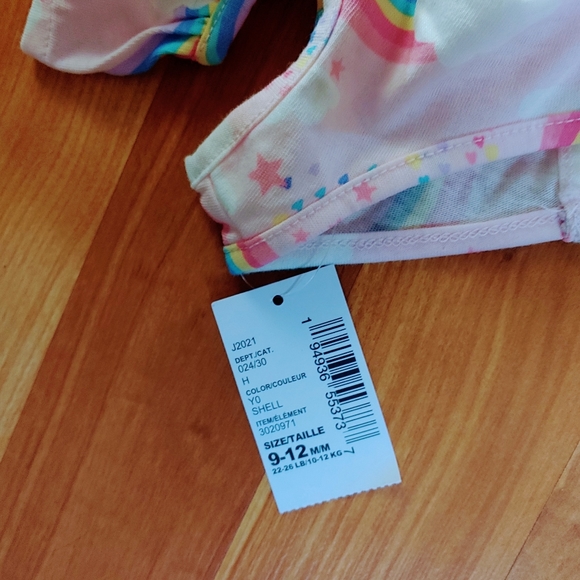 J2021
DEPT./CAT.
024/30
H
COLOR/COULEUR
Y0
SHELL
ITEM/ÉLÉMENT
3020971
SIZE/TAILLE
9-12 M/M
22-26 LB/10-12 KG
1 94936 55373 7